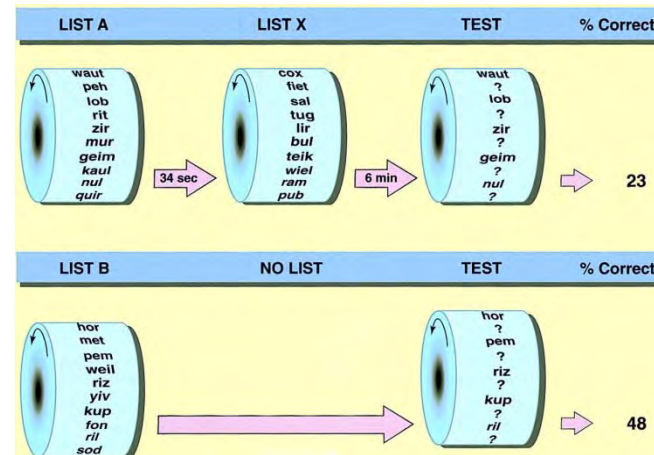 LIST A LIST X TEST % Correct
waut
peh
lob
rit
zir
mur
geim
kaul
nul
quir
34 sec
cox
fiet
sal
tug
lir
bul
teik
wiel
ram
pub
6 min
waut
?
lob
?
zir
?
geim
?
nul
?
23
LIST B NO LIST TEST % Correct
hor
met
pem
weil
riz
yiv
kup
fon
ril
sod
hor
?
pem
?
riz
?
kup
?
ril
?
48